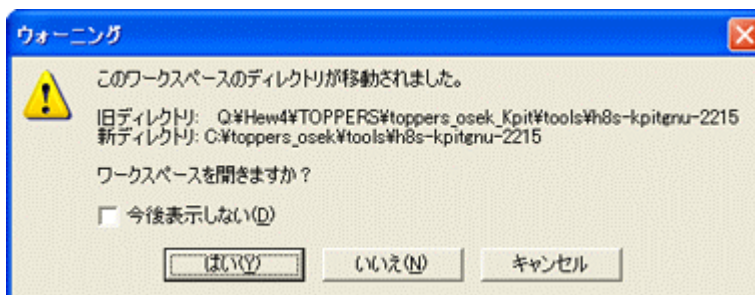 ウォーニング
このワークスペースのディレクトリが移動されました。
旧ディレクトリ: Q:¥Hew4¥TOPPERS¥toppers_osek_Kpit¥tools¥h8s-kpitgnu-2215
新ディレクトリ: C:¥toppers_osek¥tools¥h8s-kpitgnu-2215
ワークスペースを開きますか？
今後表示しない(D)
はい(Y) いいえ(N) キャンセル